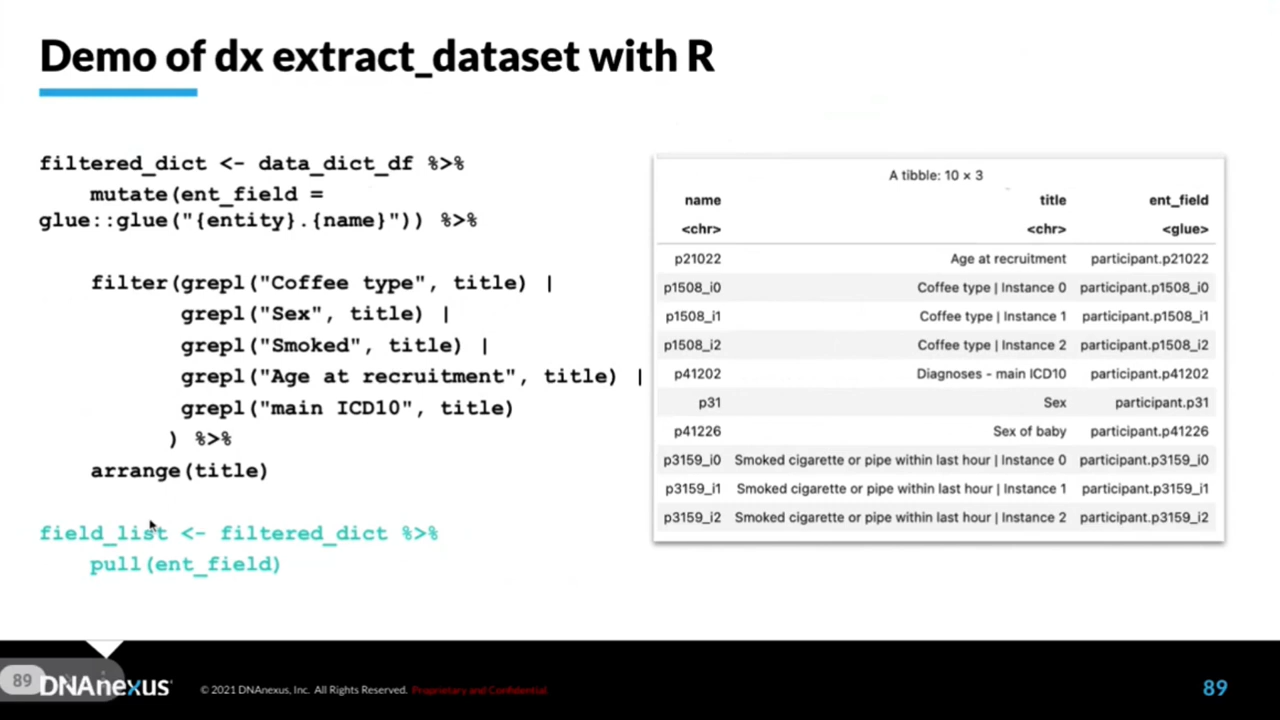 Demo of dx extract_dataset with R
filtered_dict <- data_dict_df %>%
mutate(ent_field =
glue::glue("{entity}.{name}")) %>%
filter(grepl("Coffee type", title) |
grepl("Sex", title) |
grepl("Smoked", title) |
grepl("Age at recruitment", title) |
grepl("main ICD10", title)
) %>%
arrange(title)
field_list <- filtered_dict %>%
pull(ent_field)
A tibble: 10 × 3
name title ent_field
<chr> <chr> <glue>
p21022 Age at recruitment participant.p21022
p1508_i0 Coffee type | Instance 0 participant.p1508_i0
p1508_i1 Coffee type | Instance 1 participant.p1508_i1
p1508_i2 Coffee type | Instance 2 participant.p1508_i2
p41202 Diagnoses - main ICD10 participant.p41202
p31 Sex participant.p31
p41226 Sex of baby participant.p41226
p3159_i0 Smoked cigarette or pipe within last hour | Instance 0 participant.p3159_i0
p3159_i1 Smoked cigarette or pipe within last hour | Instance 1 participant.p3159_i1
p3159_i2 Smoked cigarette or pipe within last hour | Instance 2 participant.p3159_i2
89
DNAnexus
© 2021 DNAnexus, Inc. All Rights Reserved. Proprietary and Confidential
89